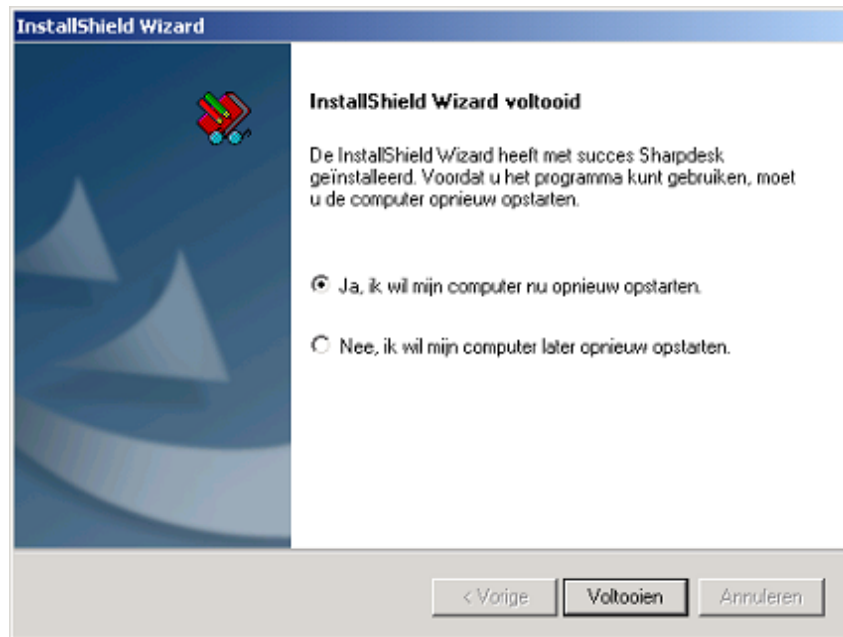 InstallShield Wizard
InstallShield Wizard voltooid
De InstallShield Wizard heeft met succes Sharpdesk
geïnstalleerd. Voordat u het programma kunt gebruiken, moet
u de computer opnieuw opstarten.
Ja, ik wil mijn computer nu opnieuw opstarten.
Nee, ik wil mijn computer later opnieuw opstarten.
< Vorige
Voltooien
Annuleren